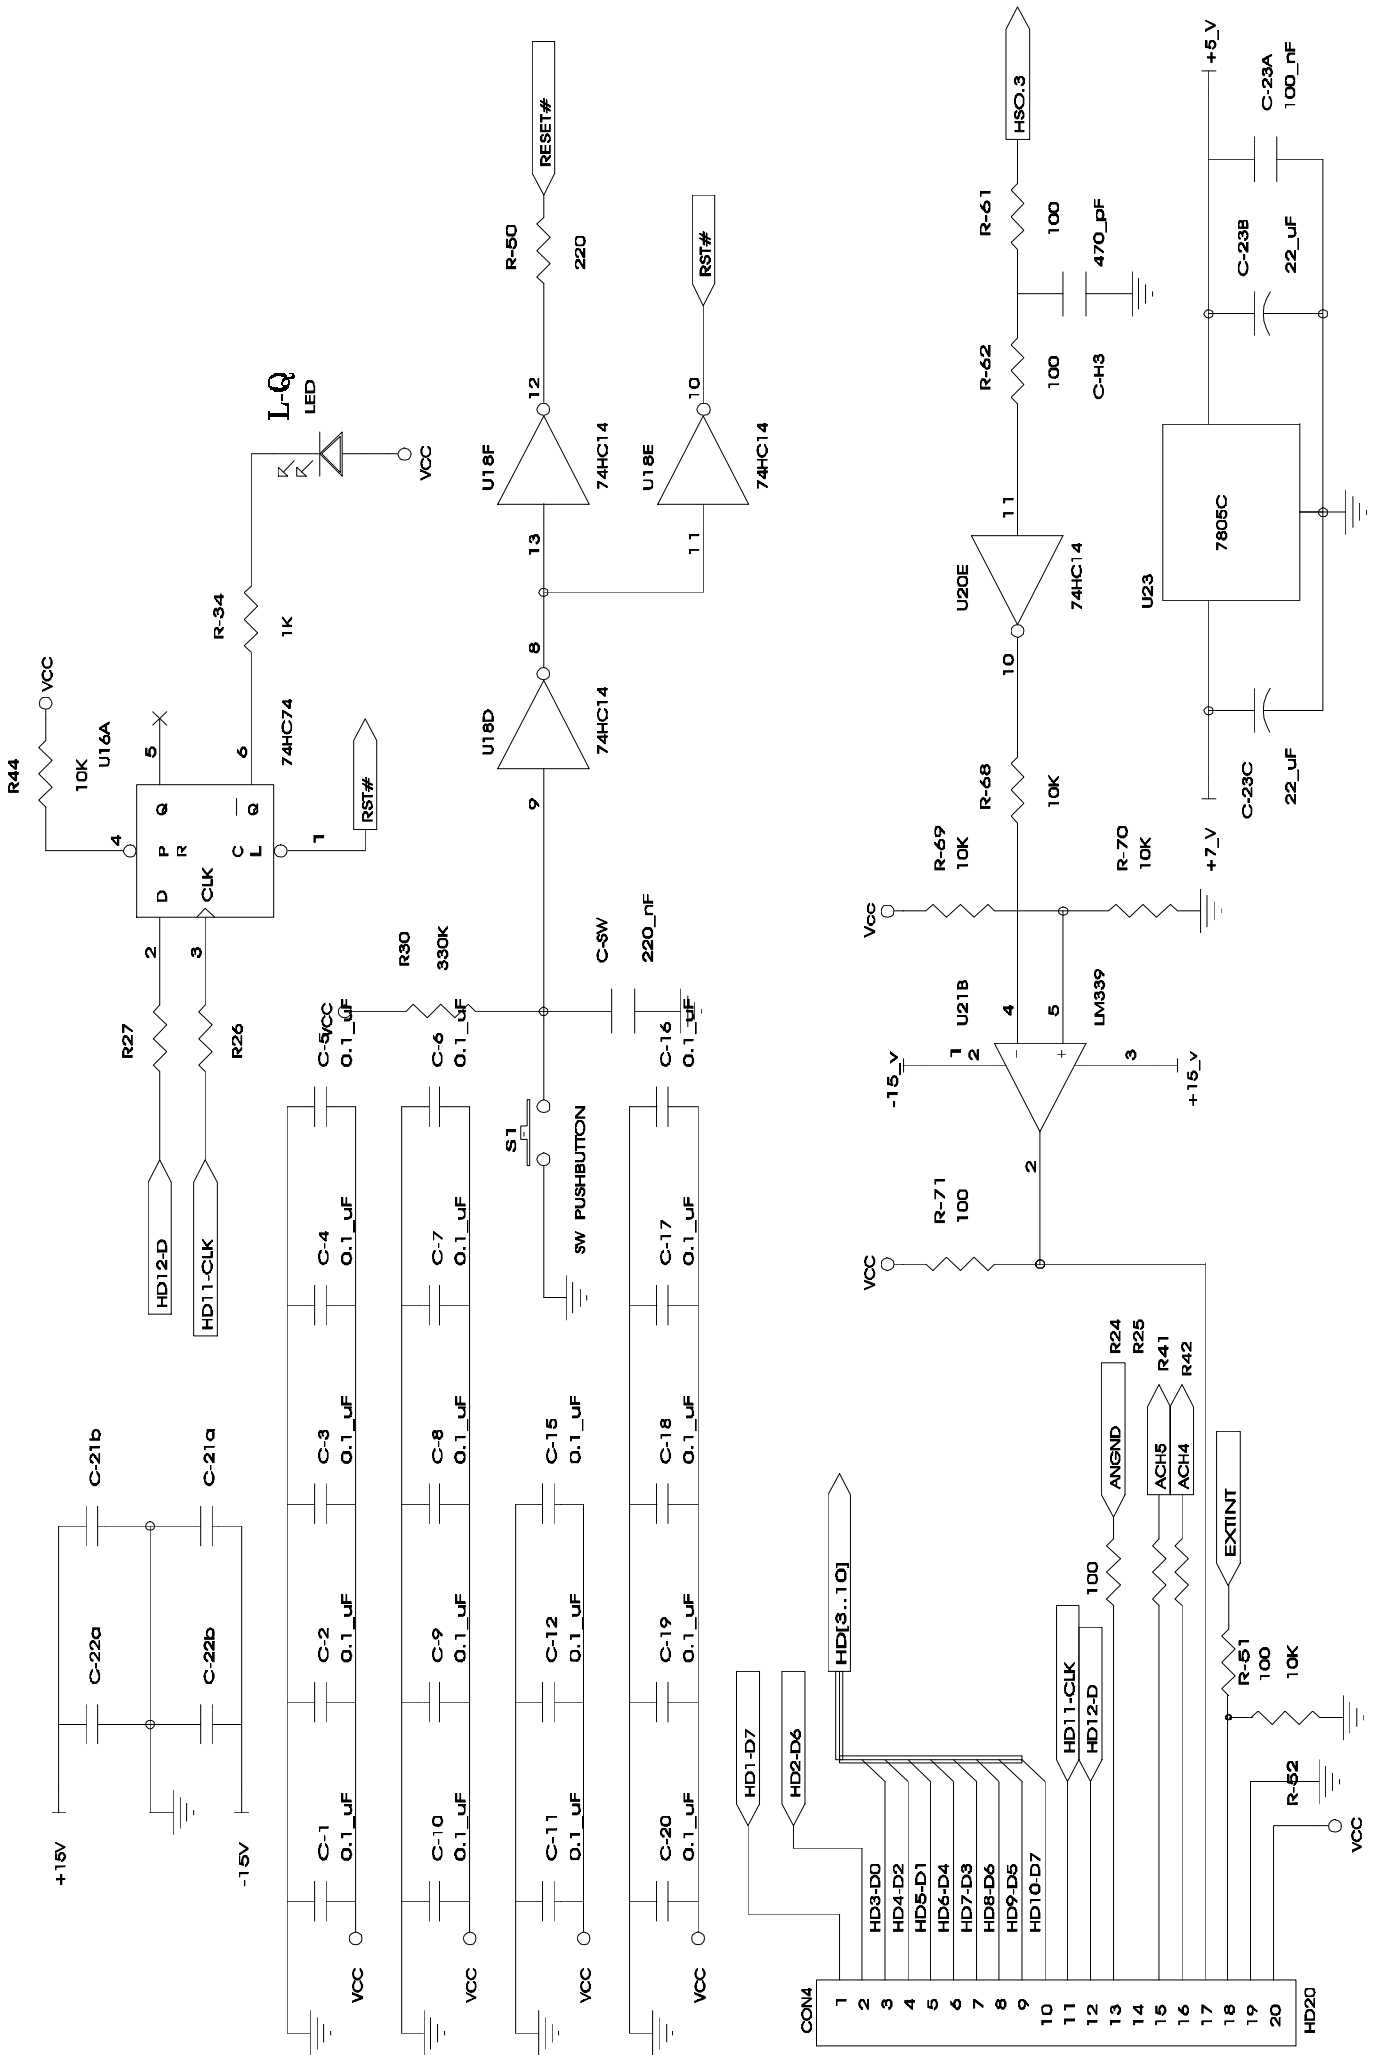 +15V
-15V
C-22a
C-22b
C-21b
C-21a
HD12-D
HD11-CLK
R27
R26
2
3
D
CLK
P
R
C
L
Q
Q
4
1
5
6
R44
10K
VCC
U16A
74HC74
RST#
R-34
1K
L-Q
LED
VCC
C-1
0.1_uF
C-2
0.1_uF
C-3
0.1_uF
C-4
0.1_uF
C-5
0.1_uF
VCC
C-10
0.1_uF
C-9
0.1_uF
C-8
0.1_uF
C-7
0.1_uF
C-6
0.1_uF
VCC
C-11
0.1_uF
C-12
0.1_uF
C-15
0.1_uF
VCC
C-20
0.1_uF
C-19
0.1_uF
C-18
0.1_uF
C-17
0.1_uF
C-16
0.1_uF
VCC
VCC
R30
330K
S1
SW PUSHBUTTON
C-SW
220_nF
9
U18D
74HC14
8
13
U18F
74HC14
12
R-50
220
RESET#
11
U18E
74HC14
10
RST#
CON4
HD20
1
2
3
4
5
6
7
8
9
10
11
12
13
14
15
16
17
18
19
20
HD1-D7
HD2-D6
HD3-D0
HD4-D2
HD5-D1
HD6-D4
HD7-D3
HD8-D6
HD9-D5
HD10-D7
HD[3..10]
HD11-CLK
HD12-D
100
ANGND
R24
R25
ACH5
R41
ACH4
R42
EXTINT
R-51
100
10K
R-52
VCC
VCC
R-71
100
2
-15_v
1
2
U21B
4
5
-
+
LM339
3
+15_v
Vcc
R-69
10K
R-70
10K
R-68
10K
10
U20E
74HC14
11
R-62
100
C-H3
470_pF
R-61
100
HSO.3
+7_V
C-23C
22_uF
U23
7805C
C-23B
22_uF
C-23A
100_nF
+5_V